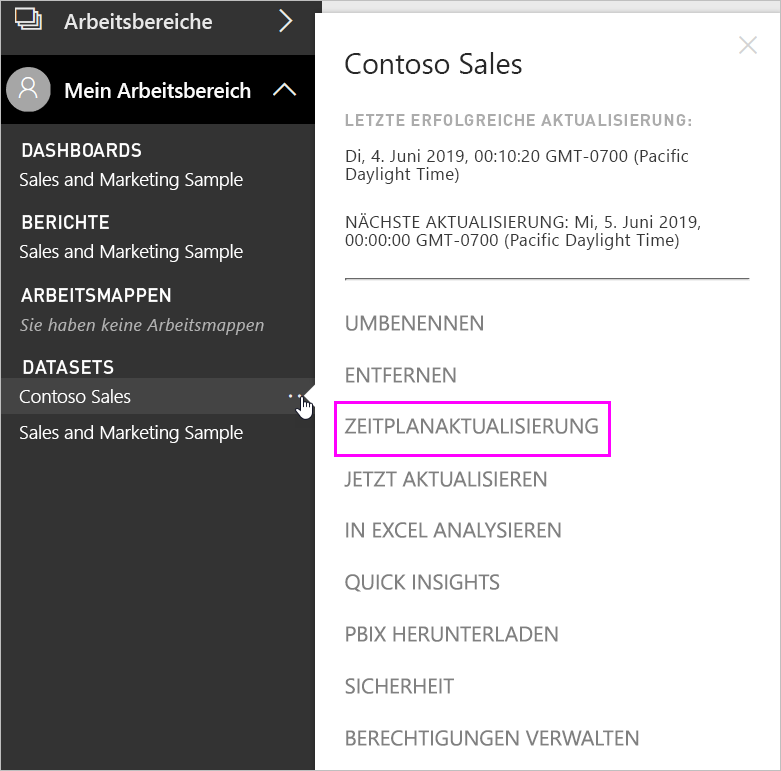 Arbeitsbereiche
Mein Arbeitsbereich
DASHBOARDS
Sales and Marketing Sample
BERICHTE
Sales and Marketing Sample
ARBEITSMAPPEN
Sie haben keine Arbeitsmappen
DATASETS
Contoso Sales
Sales and Marketing Sample
Contoso Sales
LETZTE ERFOLGREICHE AKTUALISIERUNG:
Di, 4. Juni 2019, 00:10:20 GMT-0700 (Pacific
Daylight Time)
NÄCHSTE AKTUALISIERUNG: Mi, 5. Juni 2019,
00:00:00 GMT-0700 (Pacific Daylight Time)
UMBENENNEN
ENTFERNEN
ZEITPLANAKTUALISIERUNG
JETZT AKTUALISIEREN
IN EXCEL ANALYSIEREN
QUICK INSIGHTS
PBIX HERUNTERLADEN
SICHERHEIT
BERECHTIGUNGEN VERWALTEN